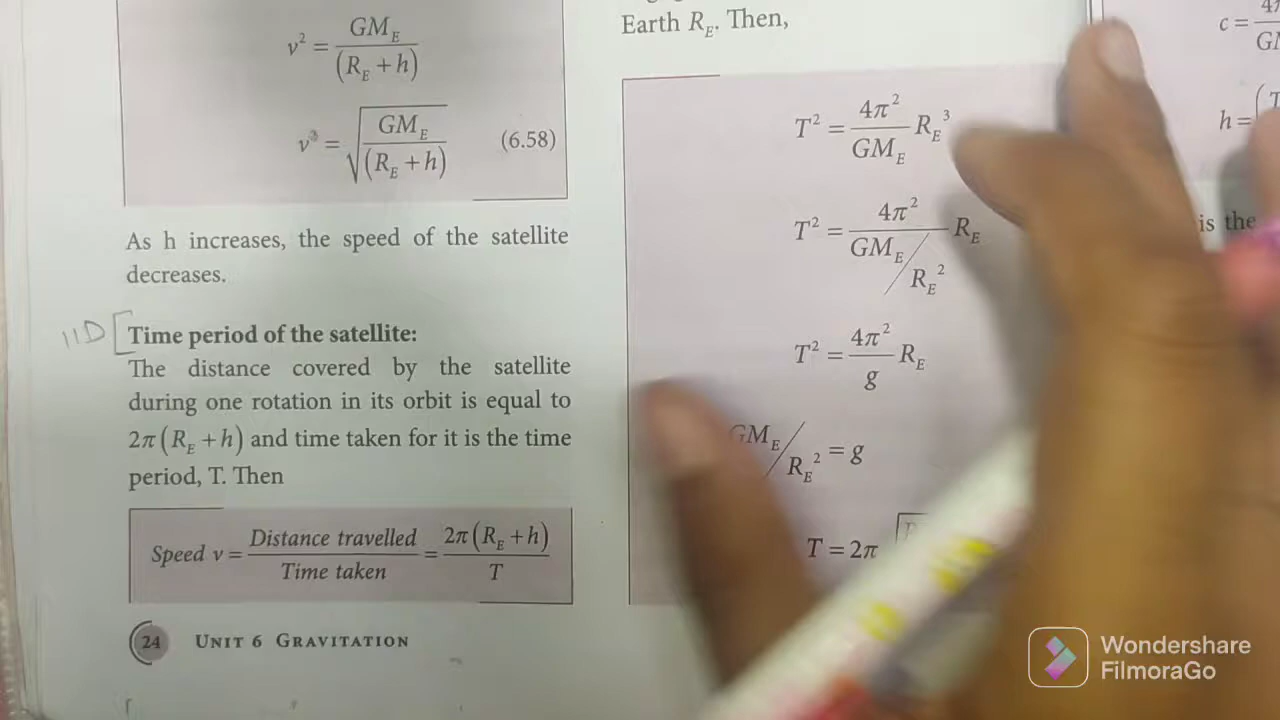 v² = GM_E / (R_E + h)
v = √(GM_E / (R_E + h)) (6.58)
As h increases, the speed of the satellite
decreases.
11D [Time period of the satellite:
The distance covered by the satellite
during one rotation in its orbit is equal to
2π(R_E + h) and time taken for it is the time
period, T. Then
Speed v = Distance travelled / Time taken = 2π(R_E + h) / T
24 UNIT 6 GRAVITATION
Earth R_E. Then,
T² = 4π² / GM_E R_E³
T² = 4π² / (GM_E / R_E²) R_E
T² = 4π² / g R_E
GM_E / R_E² = g
T = 2π
c =
h =
is the
Wondershare
FilmoraGo